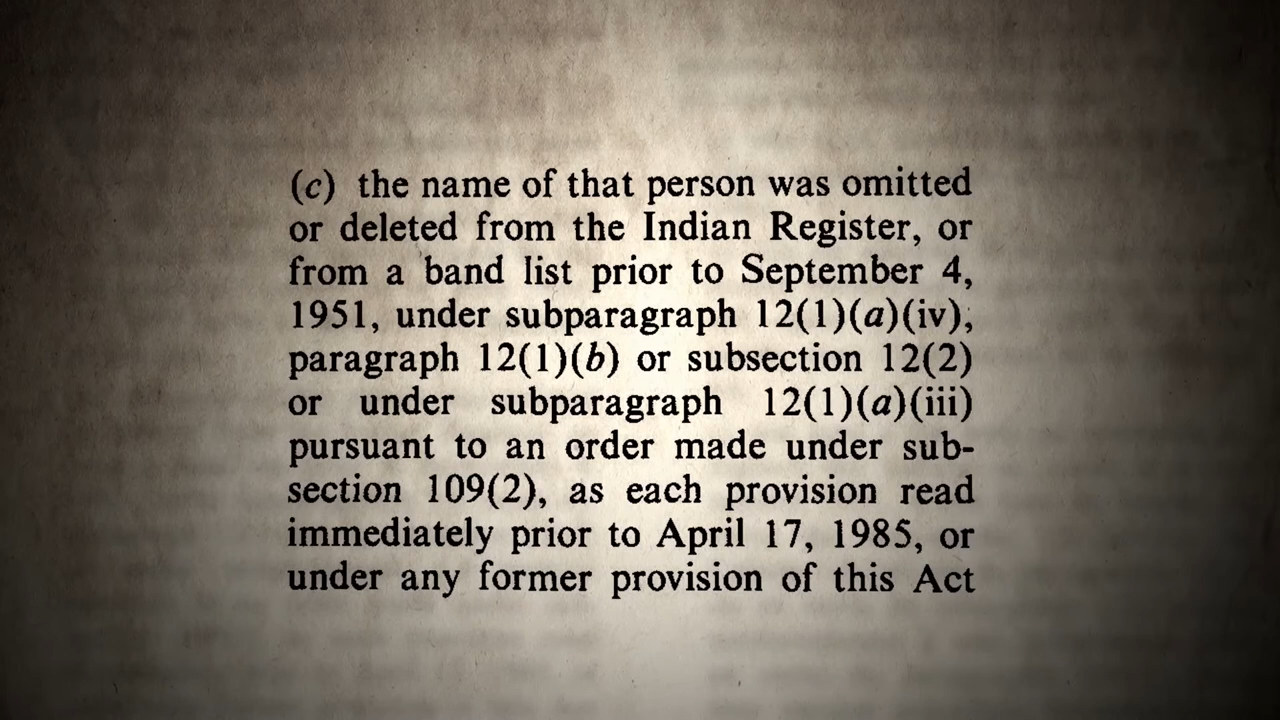 (c) the name of that person was omitted
or deleted from the Indian Register, or
from a band list prior to September 4,
1951, under subparagraph 12(1)(a)(iv),
paragraph 12(1)(b) or subsection 12(2)
or under subparagraph 12(1)(a)(iii)
pursuant to an order made under sub-
section 109(2), as each provision read
immediately prior to April 17, 1985, or
under any former provision of this Act